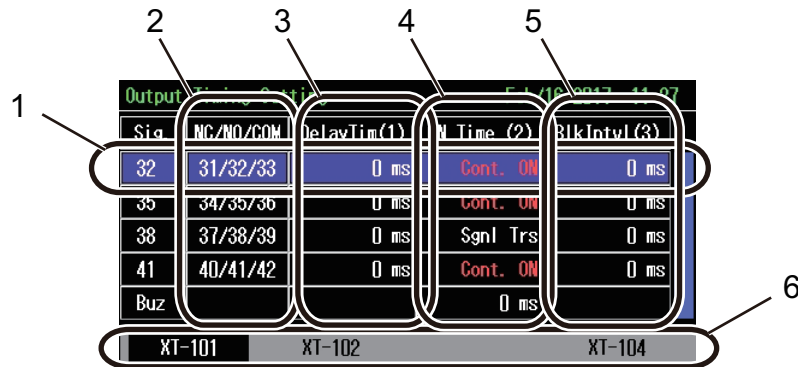 2 3 4 5
Output
1
Sig NC/NO/COM DelayTim(1) N Time (2) BlkIntvl(3)
32 31/32/33 0 ms Cont. ON 0 ms
35 34/35/36 0 ms Cont. ON 0 ms
38 37/38/39 0 ms Sgnl Trs 0 ms
41 40/41/42 0 ms Cont. ON 0 ms
Buz 0 ms
6
XT-101 XT-102 XT-104